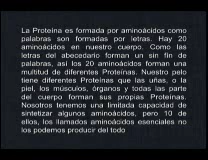 La Proteína es formada por aminoácidos como
palabras son formadas por letras. Hay 20
aminoácidos en nuestro cuerpo. Como las
letras del abecedario forman un sin fín de
palabras, así los 20 aminoácidos forman una
multitud de diferentes Proteínas. Nuestro pelo
tiene diferentes Proteínas que las uñas, o la
piel, los músculos, órganos y todas las parte
del cuerpo forman sus propias Proteínas.
Nosotros tenemos una limitada capacidad de
sintetizar algunos aminoácidos, pero 10 de
ellos, los llamados aminoácidos esenciales no
los podemos producir del todo